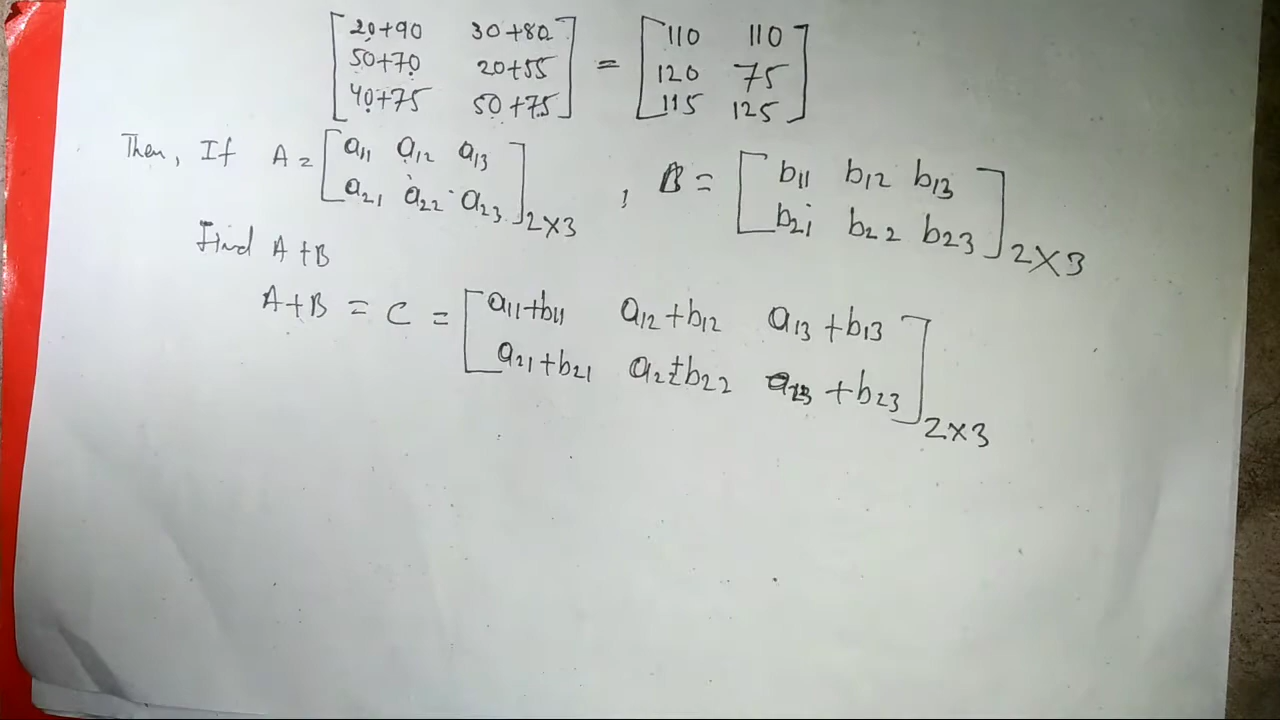 20+90 30+80 110 110
50+70 20+55 = 120 75
40+75 50+75 115 125
Then, If A = a11 a12 a13 , B = b11 b12 b13
a21 a22 a23 2×3 b21 b22 b23 2×3
Find A+B
A+B = C = a11+b11 a12+b12 a13+b13
a21+b21 a22+b22 a23+b23 2×3